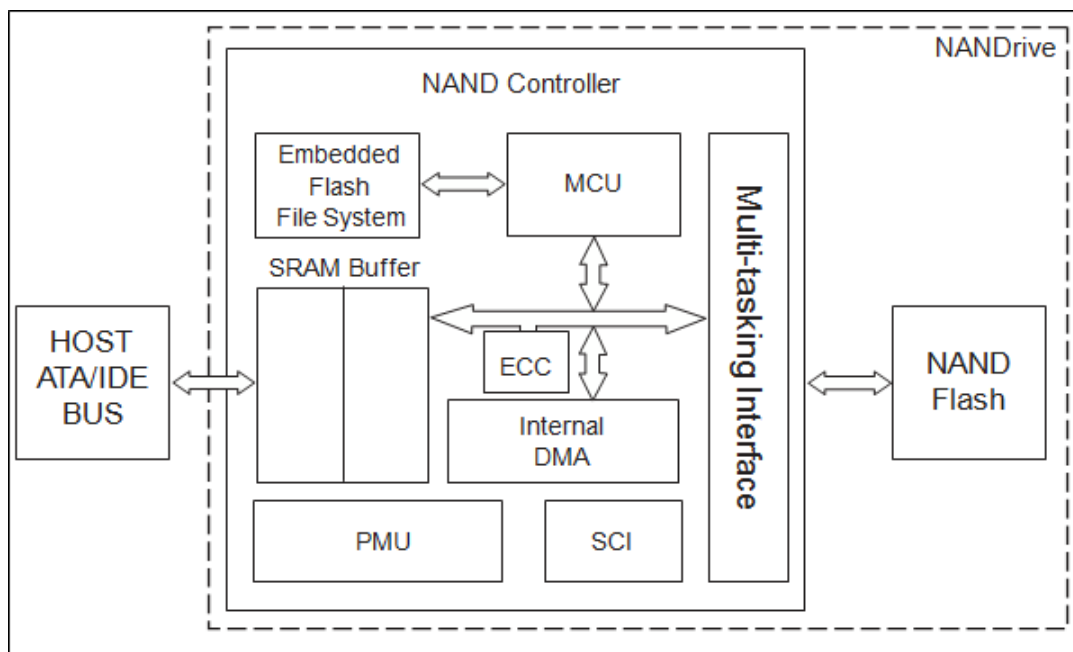 NANDrive
NAND Controller
Embedded
Flash
File System
MCU
Multi-tasking Interface
SRAM Buffer
HOST
ATA/IDE
BUS
ECC
NAND
Flash
Internal
DMA
PMU
SCI